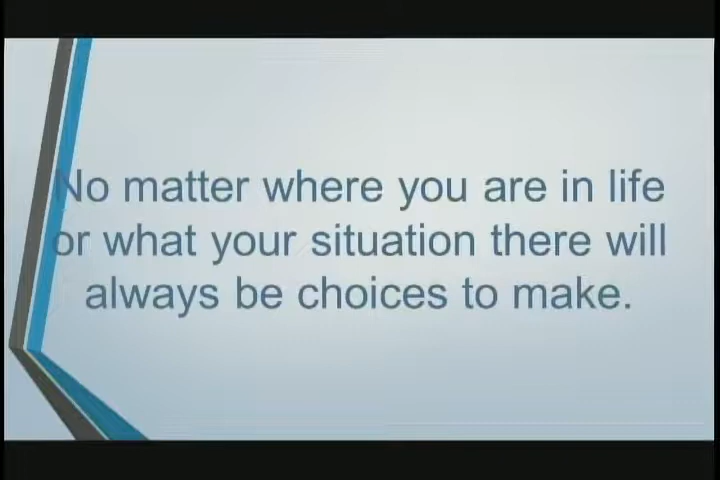 No matter where you are in life
or what your situation there will
always be choices to make.